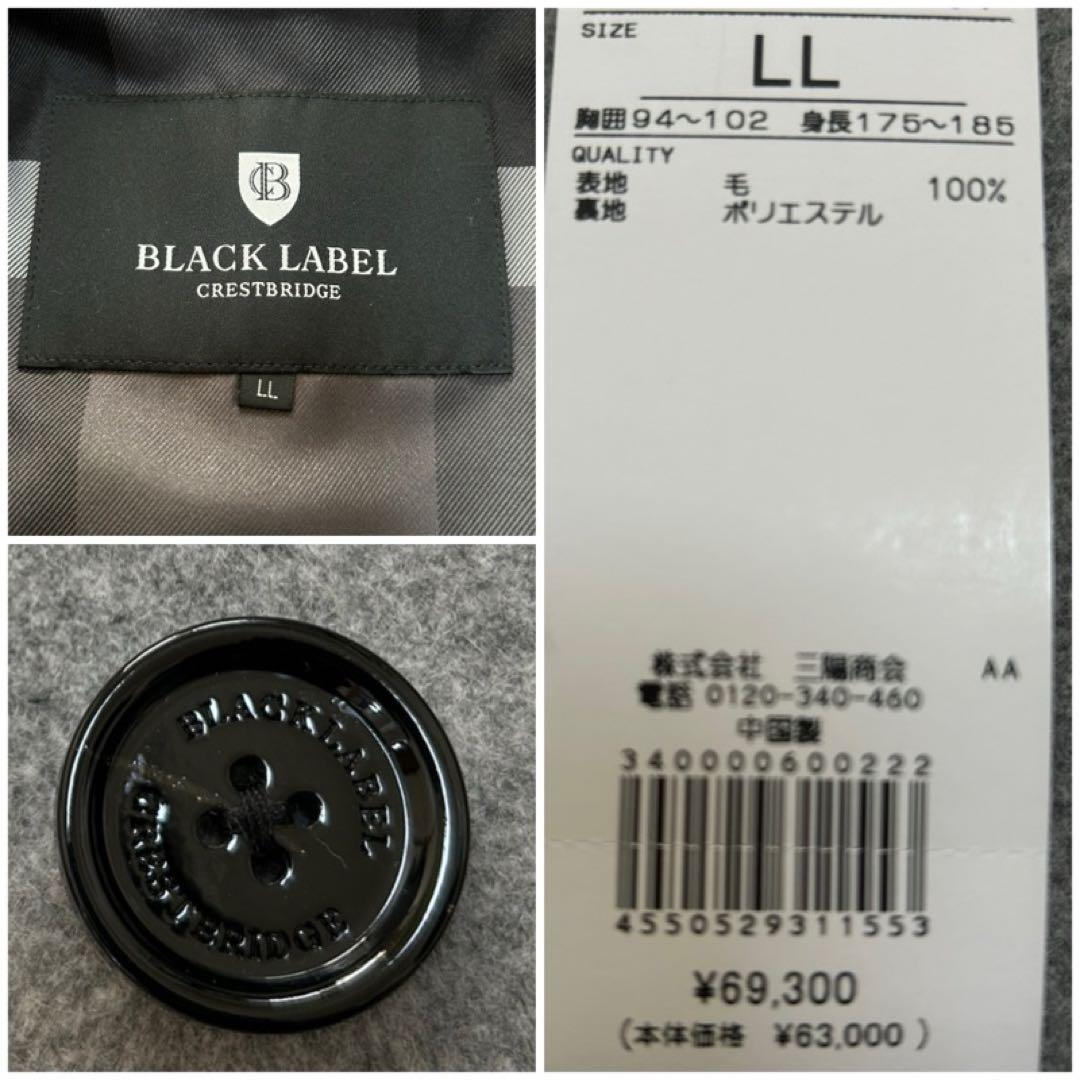 CB
BLACK LABEL
CRESTBRIDGE
LL
BLACK LABEL
CRESTBRIDGE
SIZE
LL
胸囲94～102 身長175～185
QUALITY
表地 毛 100%
裏地 ポリエステル
株式会社 三陽商会 AA
電話 0120-340-460
中国製
3400000600222
4550529311553
¥69,300
(本体価格 ¥63,000)